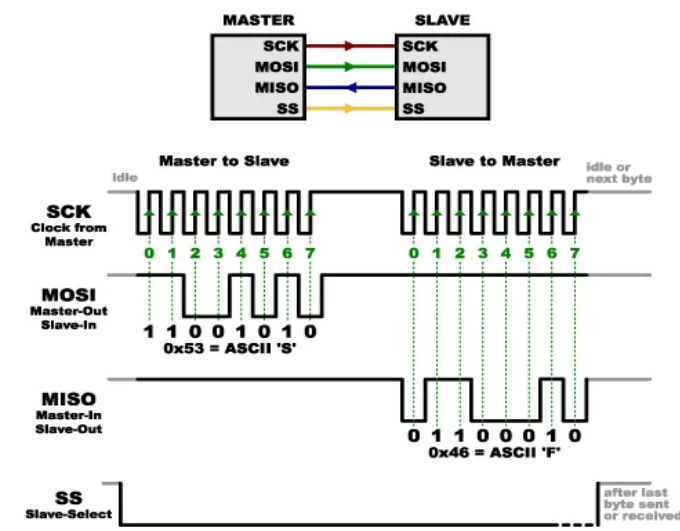 MASTER SLAVE
SCK SCK
MOSI MOSI
MISO MISO
SS SS
Master to Slave Slave to Master
idle
idle or
next byte
SCK
Clock from
Master
0 1 2 3 4 5 6 7 0 1 2 3 4 5 6 7
MOSI
Master-Out
Slave-In
1 1 0 0 1 0 1 0
0x53 = ASCII 'S'
MISO
Master-In
Slave-Out
0 1 1 0 0 0 1 0
0x46 = ASCII 'F'
SS
Slave-Select
after last
byte sent
or received